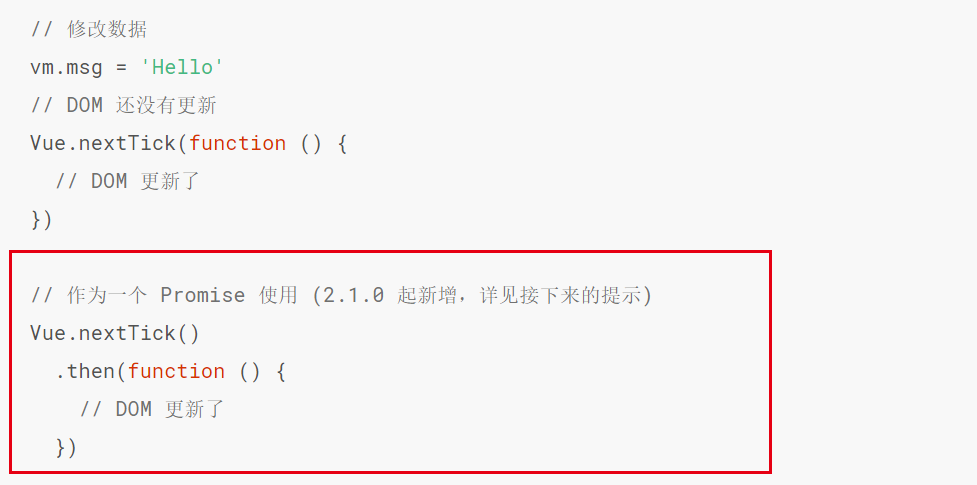 // 修改数据
vm.msg = 'Hello'
// DOM 还没有更新
Vue.nextTick(function () {
  // DOM 更新了
})
// 作为一个 Promise 使用 (2.1.0 起新增，详见接下来的提示)
Vue.nextTick()
  .then(function () {
    // DOM 更新了
  })